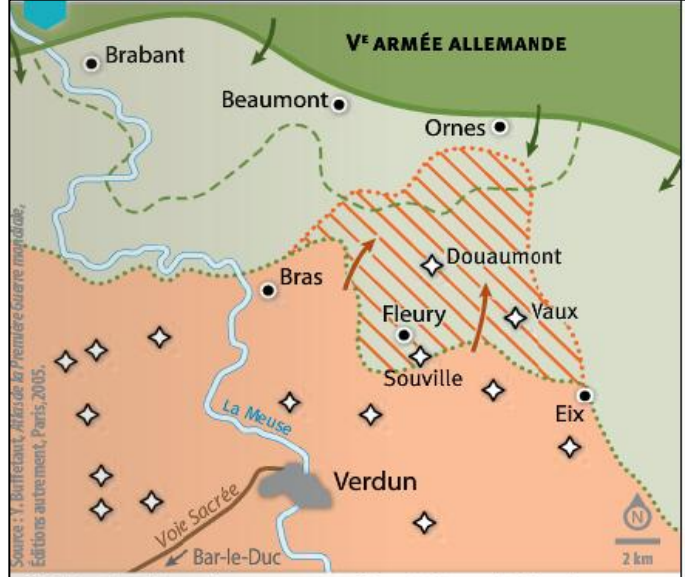 Vᴱ ARMÉE ALLEMANDE
Brabant
Beaumont
Ornes
Douaumont
Bras
Vaux
Fleury
Souville
Eix
La Meuse
Verdun
Voie Sacrée
Bar-le-Duc
N
2 km
Source : Y. Buffetaut, Atlas de la Première Guerre mondiale,
Éditions autrement, Paris, 2005.